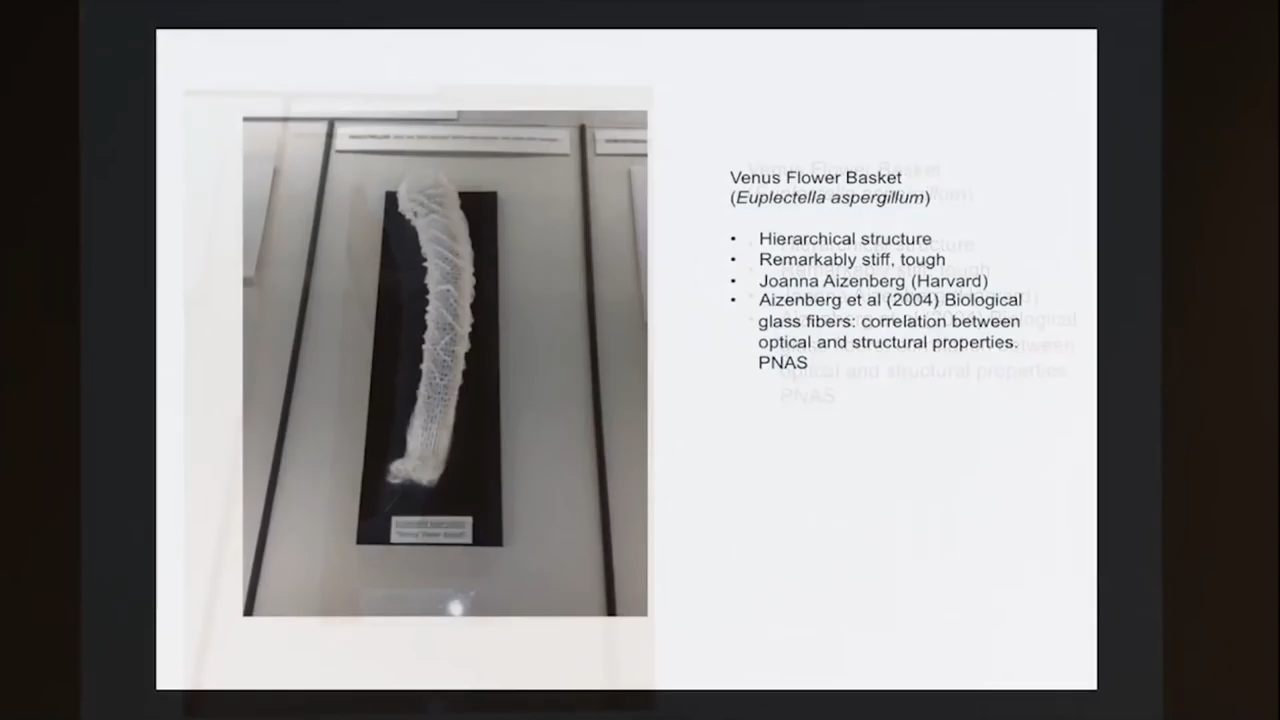 Venus Flower Basket
(Euplectella aspergillum)
• Hierarchical structure
• Remarkably stiff, tough
• Joanna Aizenberg (Harvard)
• Aizenberg et al (2004) Biological
glass fibers: correlation between
optical and structural properties.
PNAS